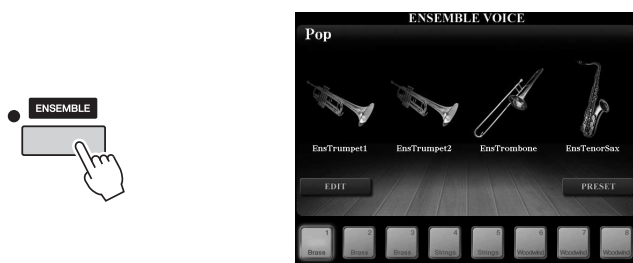 ENSEMBLE
ENSEMBLE VOICE
Pop
EnsTrumpet1 EnsTrumpet2 EnsTrombone EnsTenorSax
EDIT PRESET
1 2 3 4 5 6 7 8
Brass Brass Brass Strings Strings Woodwind Woodwind Woodwind